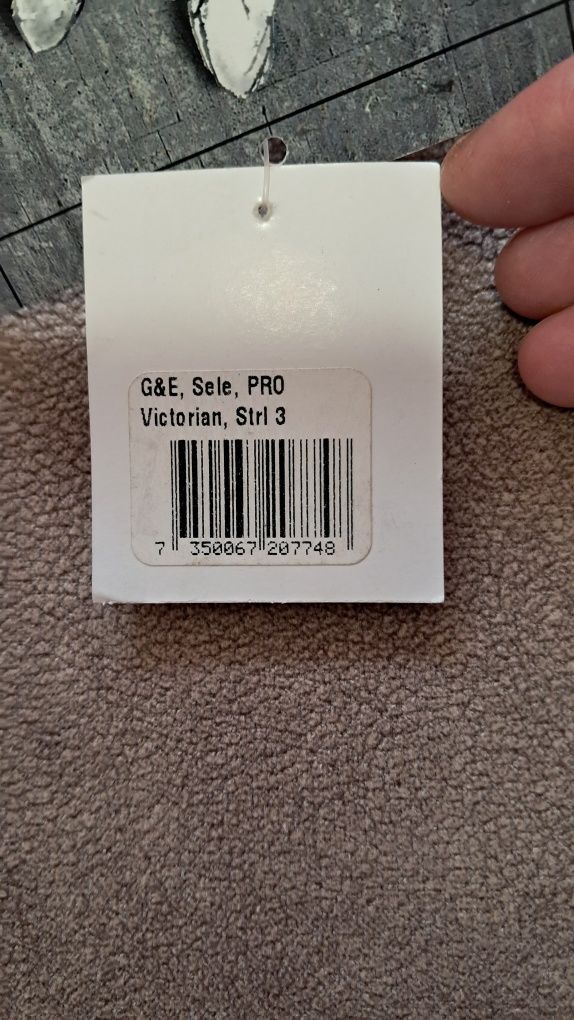 G&E, Sele, PRO
Victorian, Strl 3
7 350067 207748